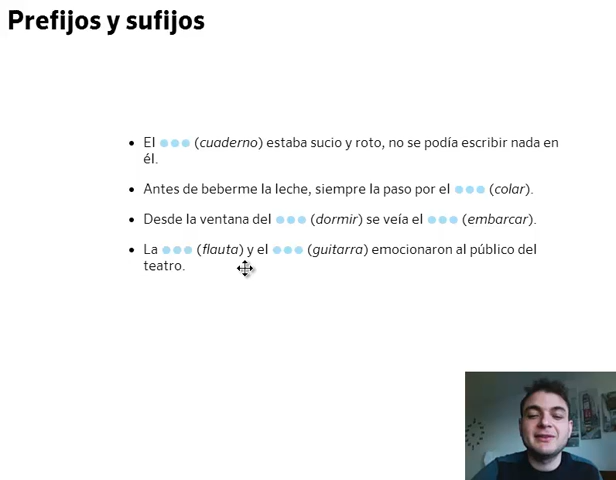 Prefijos y sufijos
• El ●●● (cuaderno) estaba sucio y roto, no se podía escribir nada en
él.
• Antes de beberme la leche, siempre la paso por el ●●● (colar).
• Desde la ventana del ●●● (dormir) se veía el ●●● (embarcar).
• La ●●● (flauta) y el ●●● (guitarra) emocionaron al público del
teatro.